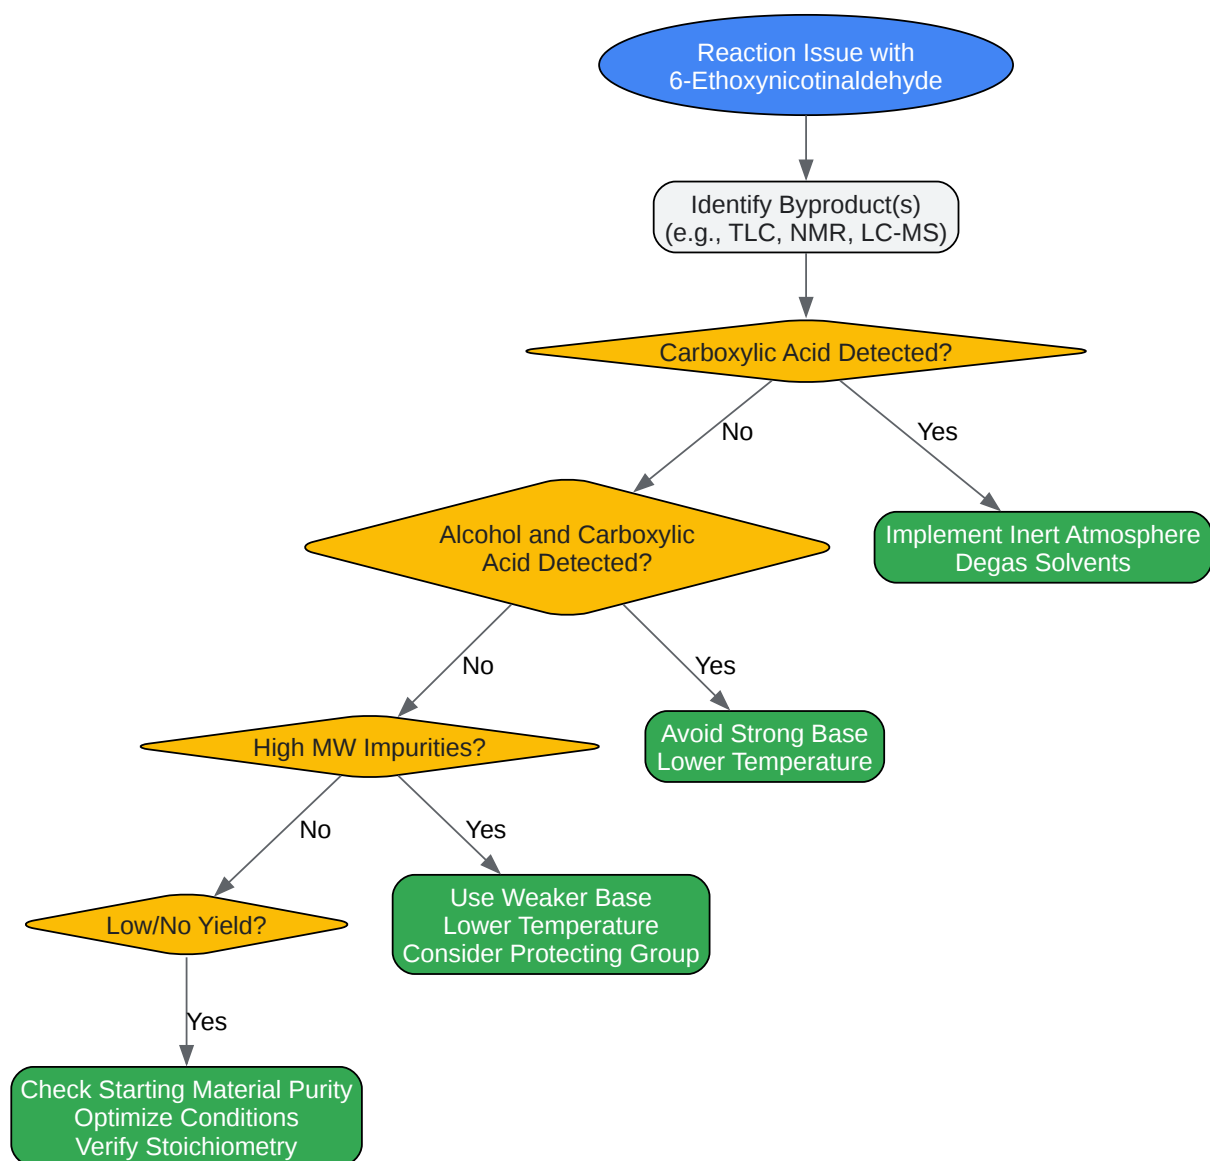 Reaction Issue with
6-Ethoxynicotinaldehyde
Identify Byproduct(s)
(e.g., TLC, NMR, LC-MS)
Carboxylic Acid Detected?
No
Yes
Alcohol and Carboxylic
Acid Detected?
Implement Inert Atmosphere
Degas Solvents
No
Yes
High MW Impurities?
Avoid Strong Base
Lower Temperature
No
Yes
Low/No Yield?
Use Weaker Base
Lower Temperature
Consider Protecting Group
Yes
Check Starting Material Purity
Optimize Conditions
Verify Stoichiometry